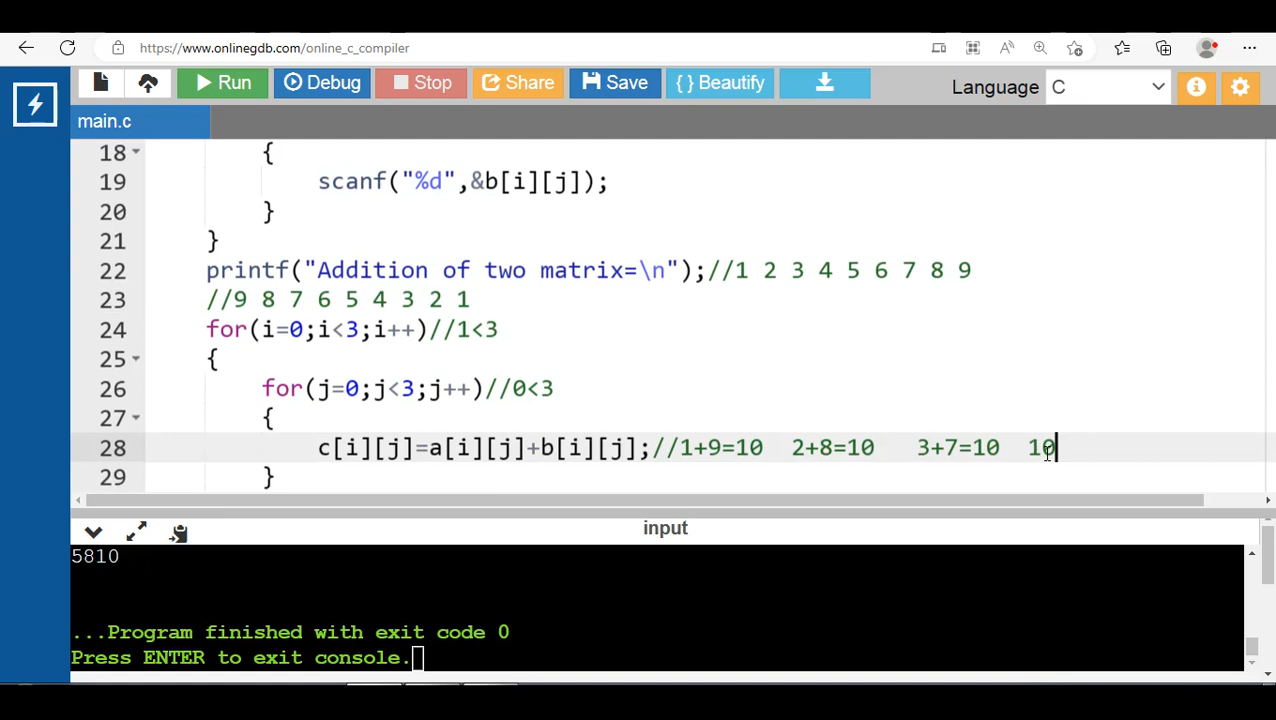 https://www.onlinegdb.com/online_c_compiler
Run Debug Stop Share Save { } Beautify Language C
main.c
18 {
19 scanf("%d",&b[i][j]);
20 }
21 }
22 printf("Addition of two matrix=\n");//1 2 3 4 5 6 7 8 9
23 //9 8 7 6 5 4 3 2 1
24 for(i=0;i<3;i++)//1<3
25 {
26 for(j=0;j<3;j++)//0<3
27 {
28 c[i][j]=a[i][j]+b[i][j];//1+9=10 2+8=10 3+7=10 10
29 }
input
5810
...Program finished with exit code 0
Press ENTER to exit console.